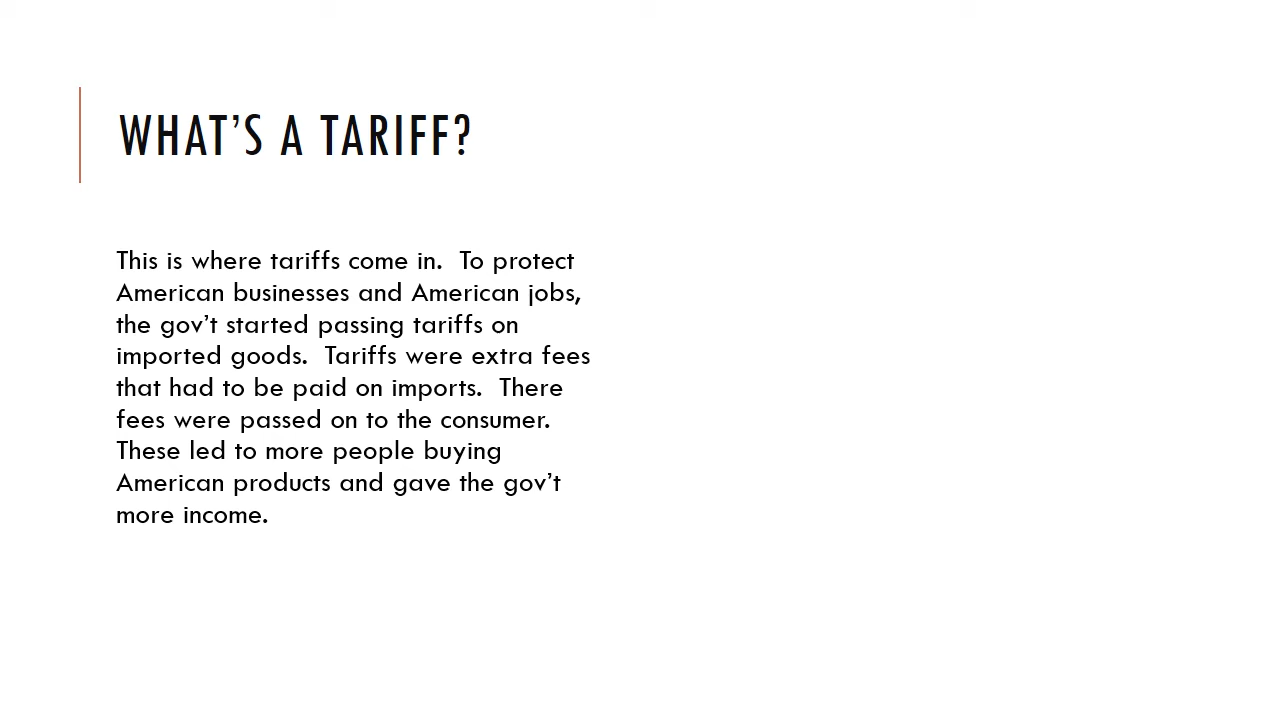 WHAT’S A TARIFF?
This is where tariffs come in.  To protect
American businesses and American jobs,
the gov’t started passing tariffs on
imported goods.  Tariffs were extra fees
that had to be paid on imports.  There
fees were passed on to the consumer.
These led to more people buying
American products and gave the gov’t
more income.